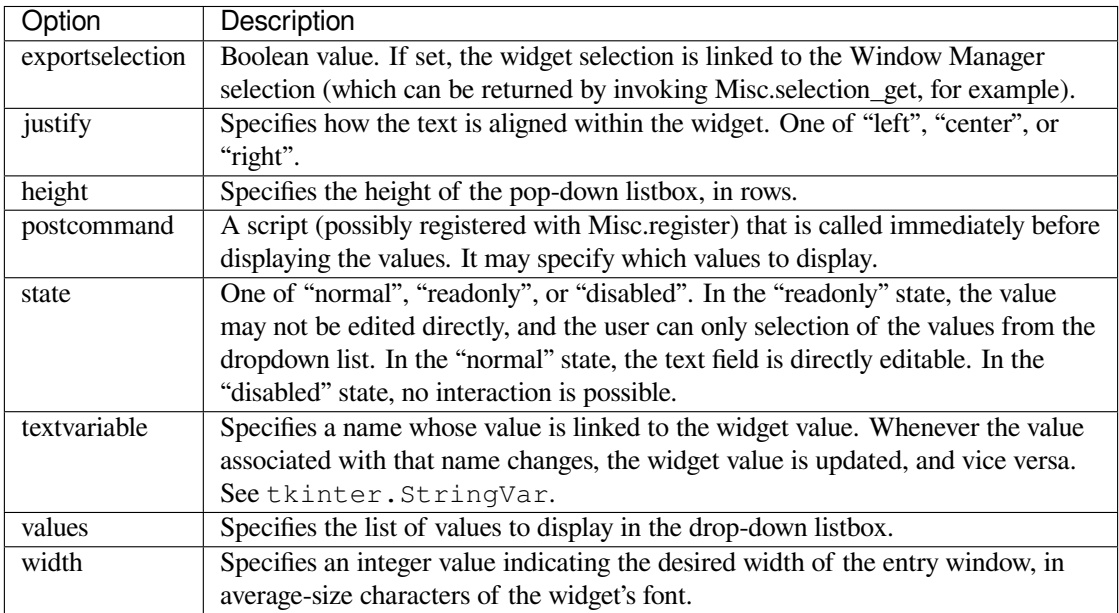 Option Description
exportselection Boolean value. If set, the widget selection is linked to the Window Manager
selection (which can be returned by invoking Misc.selection_get, for example).
justify Specifies how the text is aligned within the widget. One of “left”, “center”, or
“right”.
height Specifies the height of the pop-down listbox, in rows.
postcommand A script (possibly registered with Misc.register) that is called immediately before
displaying the values. It may specify which values to display.
state One of “normal”, “readonly”, or “disabled”. In the “readonly” state, the value
may not be edited directly, and the user can only selection of the values from the
dropdown list. In the “normal” state, the text field is directly editable. In the
“disabled” state, no interaction is possible.
textvariable Specifies a name whose value is linked to the widget value. Whenever the value
associated with that name changes, the widget value is updated, and vice versa.
See tkinter.StringVar.
values Specifies the list of values to display in the drop-down listbox.
width Specifies an integer value indicating the desired width of the entry window, in
average-size characters of the widget’s font.